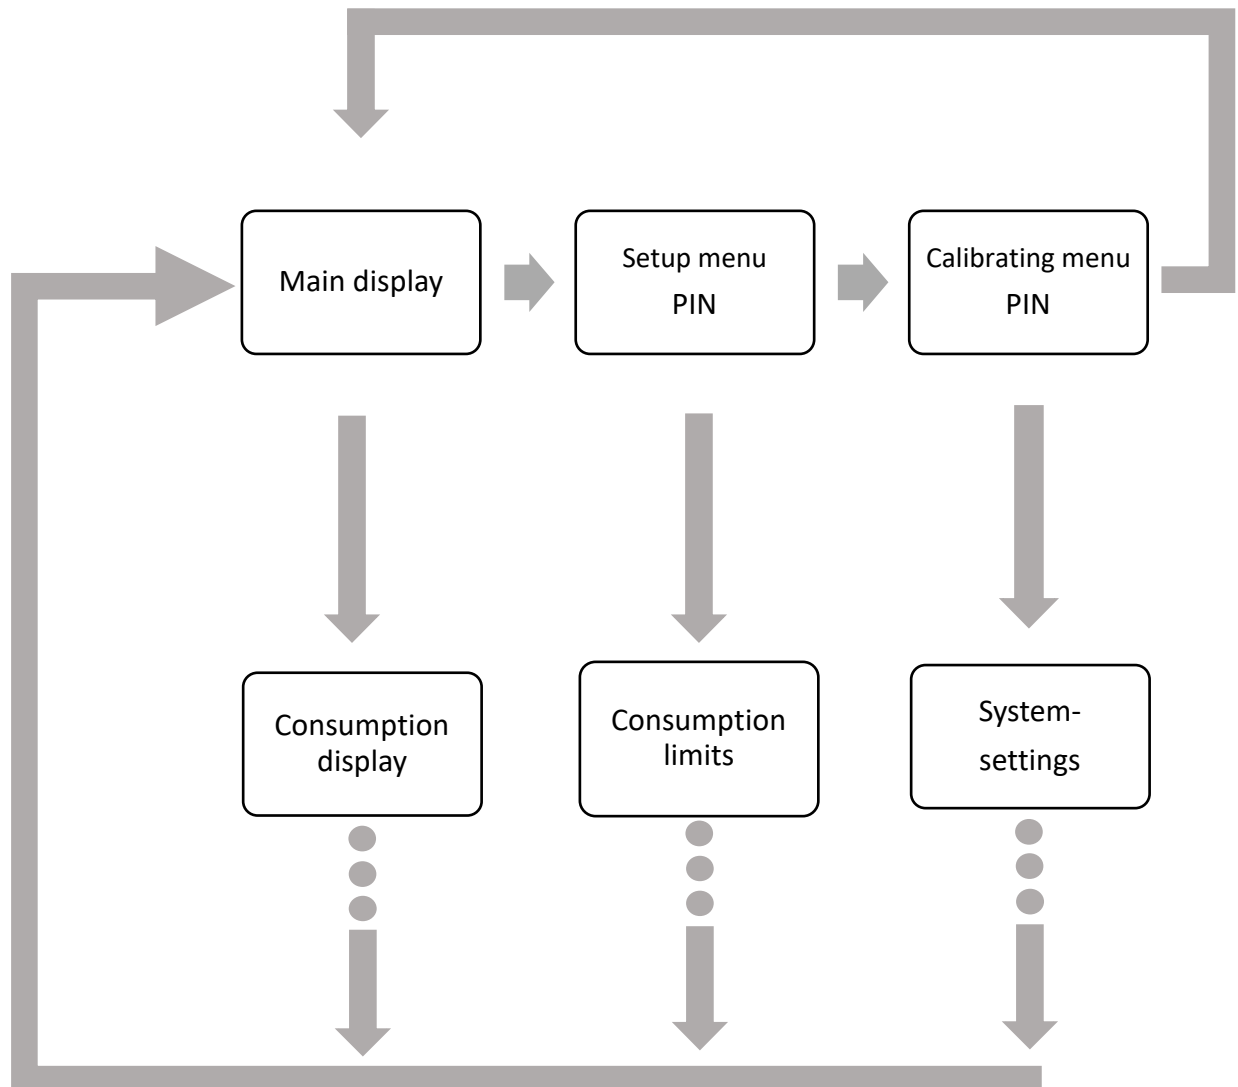 Main display
Setup menu
PIN
Calibrating menu
PIN
Consumption
display
Consumption
limits
System-
settings